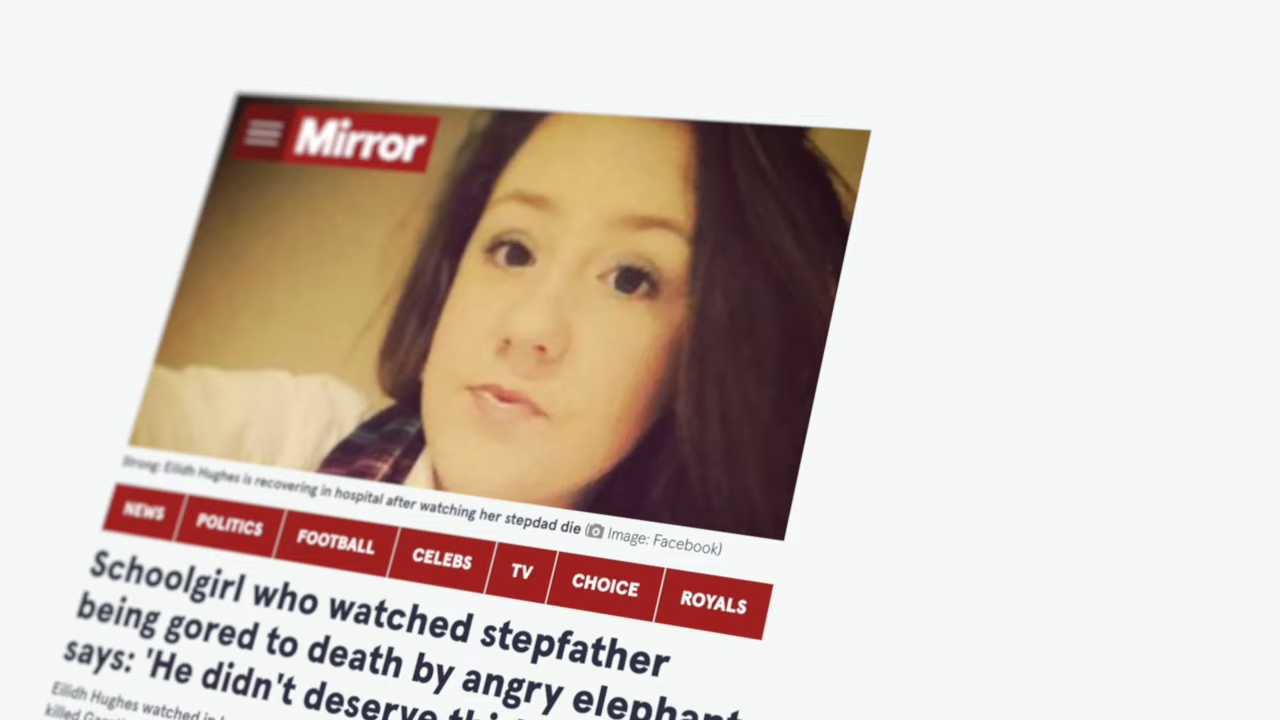 Mirror
Strong: Eilidh Hughes is recovering in hospital after watching her stepdad die (Image: Facebook)
NEWS POLITICS FOOTBALL CELEBS TV CHOICE ROYALS
Schoolgirl who watched stepfather
being gored to death by angry elephant
says: 'He didn't deserve
Eilidh Hughes watched in
killed